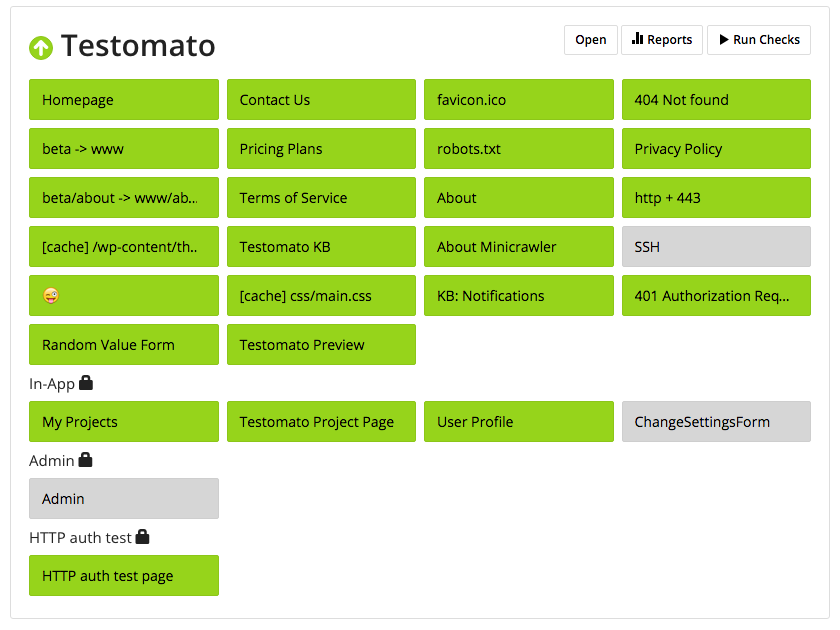 Testomato
Open Reports Run Checks
Homepage Contact Us favicon.ico 404 Not found
beta -> www Pricing Plans robots.txt Privacy Policy
beta/about -> www/ab... Terms of Service About http + 443
[cache] /wp-content/th.. Testomato KB About Minicrawler SSH
😜 [cache] css/main.css KB: Notifications 401 Authorization Req...
Random Value Form Testomato Preview
In-App
My Projects Testomato Project Page User Profile ChangeSettingsForm
Admin
Admin
HTTP auth test
HTTP auth test page